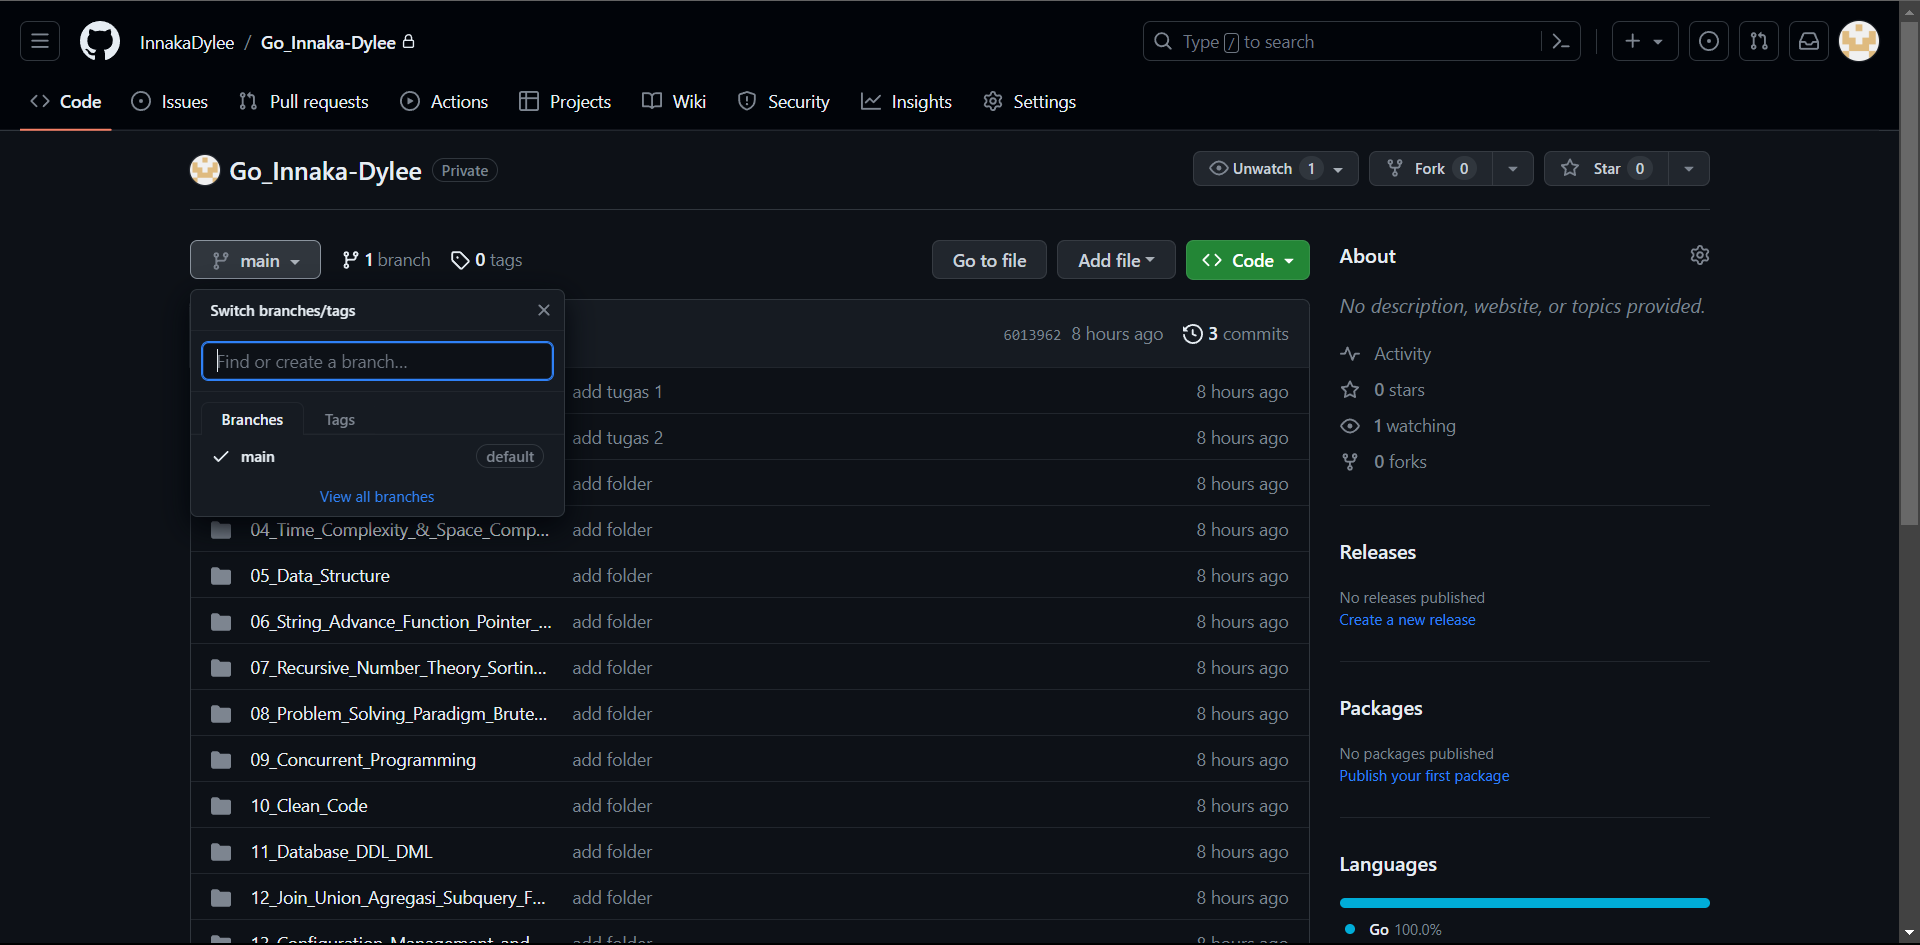 InnakaDylee / Go_Innaka-Dylee
Type / to search
Code
Issues
Pull requests
Actions
Projects
Wiki
Security
Insights
Settings
Go_Innaka-Dylee Private
Unwatch 1
Fork 0
Star 0
main
1 branch
0 tags
Go to file
Add file
Code
Switch branches/tags
Find or create a branch...
Branches
Tags
main default
View all branches
6013962 8 hours ago 3 commits
add tugas 1 8 hours ago
add tugas 2 8 hours ago
add folder 8 hours ago
04_Time_Complexity_&_Space_Comp... add folder 8 hours ago
05_Data_Structure add folder 8 hours ago
06_String_Advance_Function_Pointer_... add folder 8 hours ago
07_Recursive_Number_Theory_Sortin... add folder 8 hours ago
08_Problem_Solving_Paradigm_Brute... add folder 8 hours ago
09_Concurrent_Programming add folder 8 hours ago
10_Clean_Code add folder 8 hours ago
11_Database_DDL_DML add folder 8 hours ago
12_Join_Union_Agregasi_Subquery_F... add folder 8 hours ago
13_Configuration_Management_and... add folder 8 hours ago
About
No description, website, or topics provided.
Activity
0 stars
1 watching
0 forks
Releases
No releases published
Create a new release
Packages
No packages published
Publish your first package
Languages
Go 100.0%